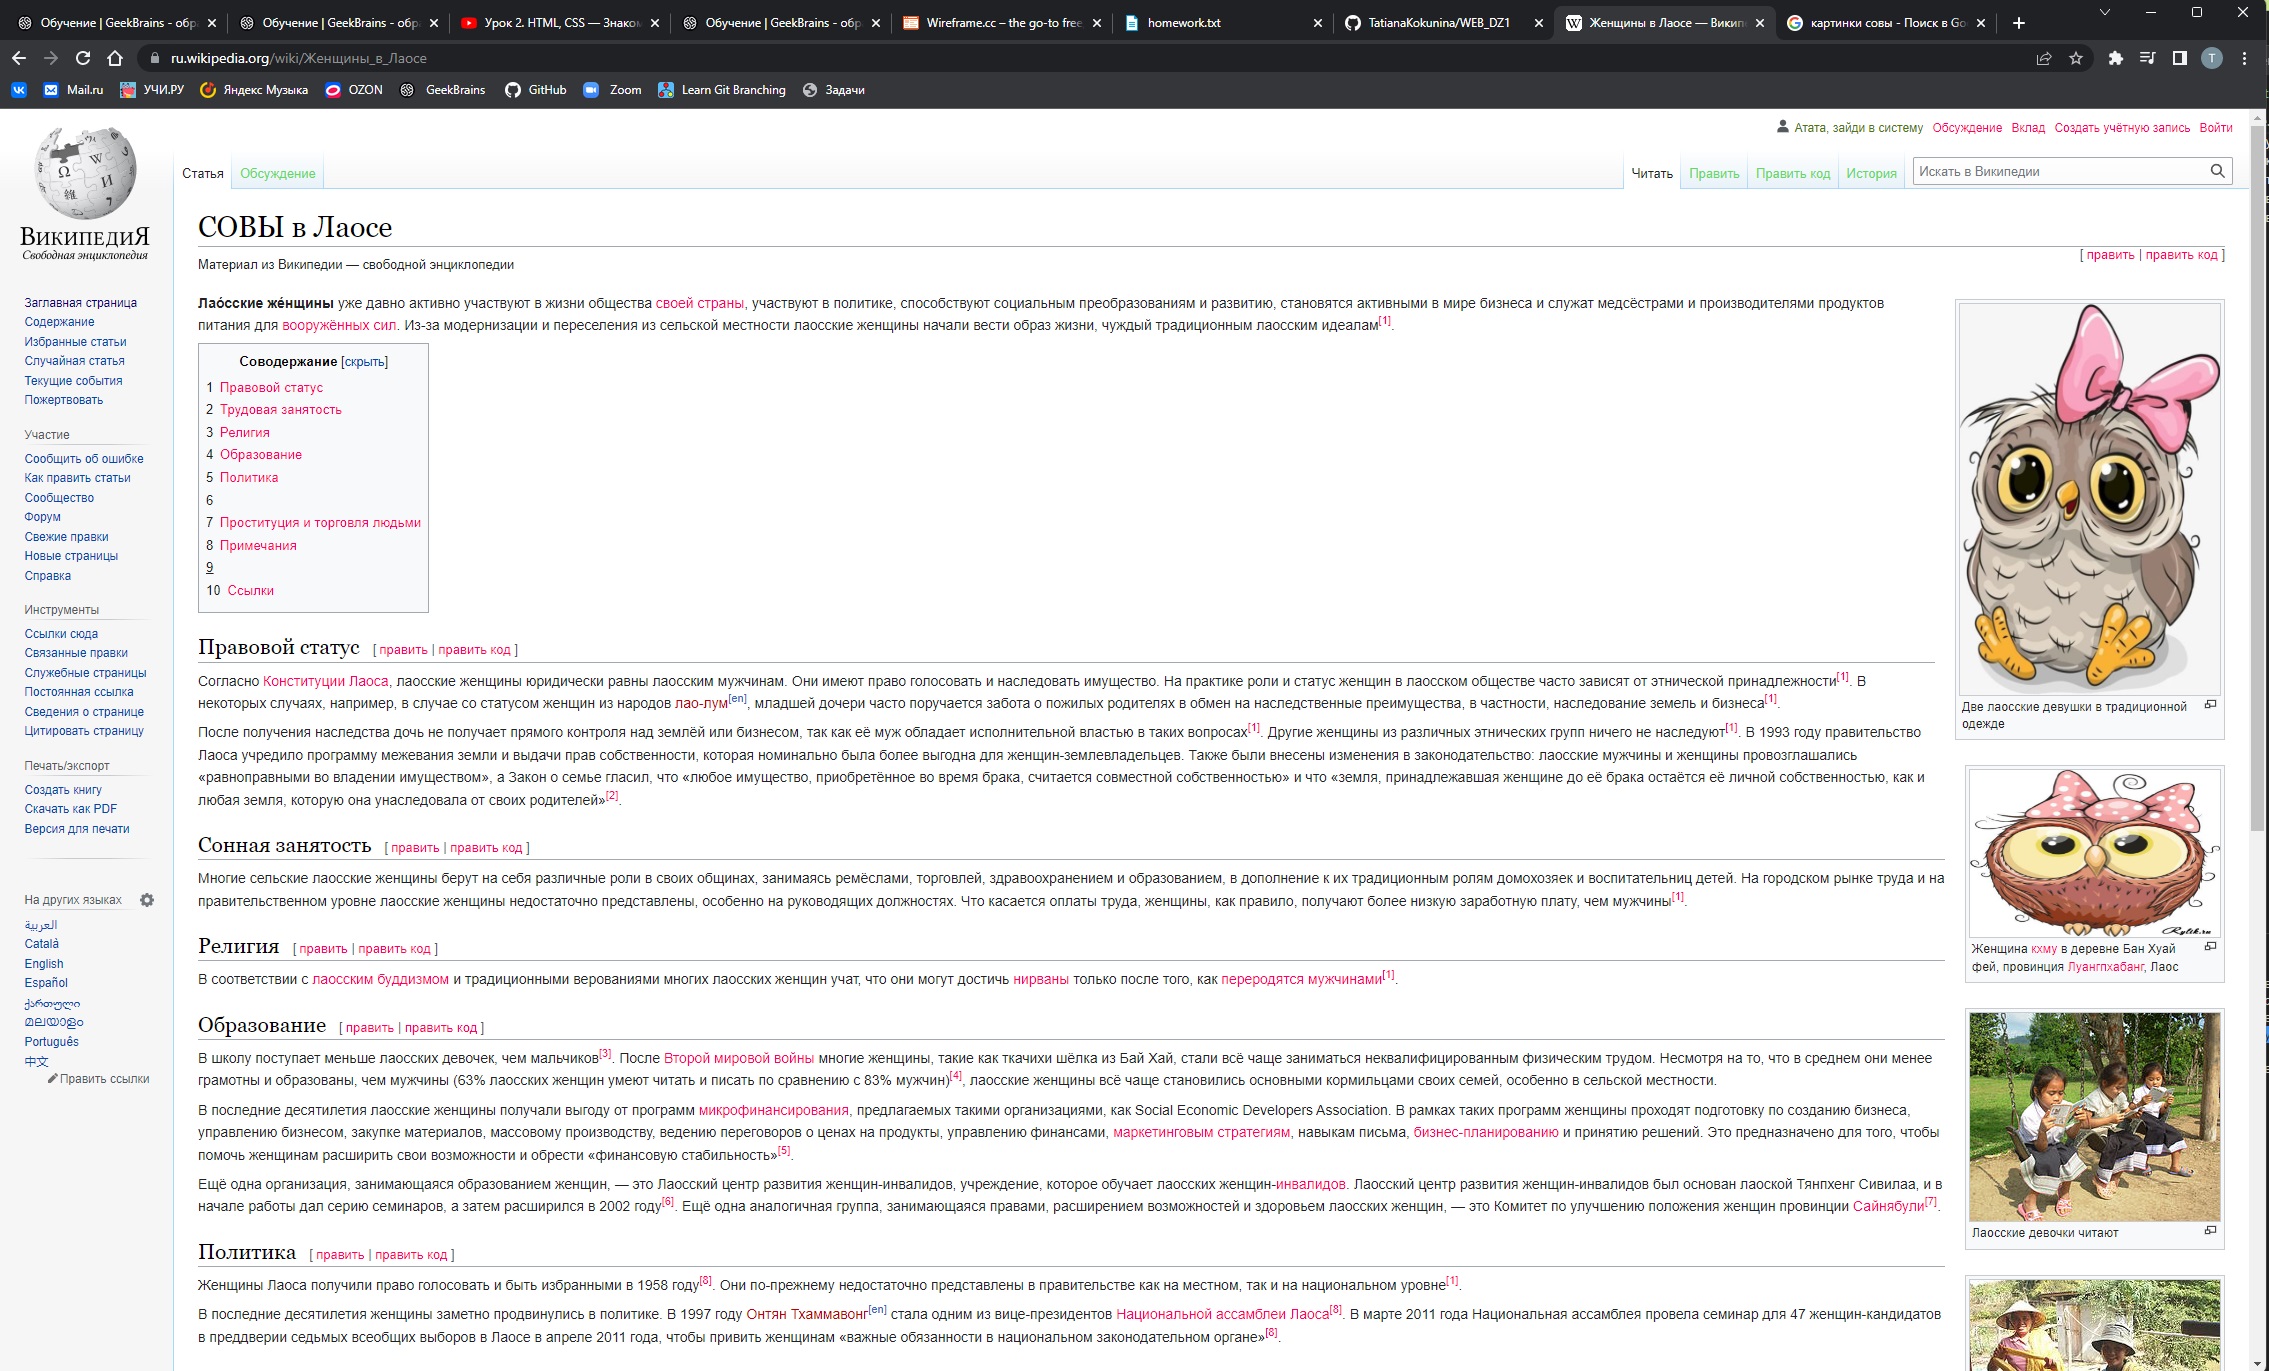 Обучение | GeekBrains - обра
Обучение | GeekBrains - обра
Урок 2. HTML, CSS — Знаком
Обучение | GeekBrains - обра
Wireframe.cc – the go-to free
homework.txt
TatianaKokunina/WEB_DZ1
Женщины в Лаосе — Викип
картинки совы - Поиск в Go
ru.wikipedia.org/wiki/Женщины_в_Лаосе
T
Mail.ru
УЧИ.РУ
Яндекс Музыка
OZON
GeekBrains
GitHub
Zoom
Learn Git Branching
Задачи
Атата, зайди в систему Обсуждение Вклад Создать учётную запись Войти
Статья Обсуждение
Читать Править Править код История Искать в Википедии
ВИКИПЕДИЯ
Свободная энциклопедия
Заглавная страница
Содержание
Избранные статьи
Случайная статья
Текущие события
Пожертвовать
Участие
Сообщить об ошибке
Как править статьи
Сообщество
Форум
Свежие правки
Новые страницы
Справка
Инструменты
Ссылки сюда
Связанные правки
Служебные страницы
Постоянная ссылка
Сведения о странице
Цитировать страницу
Печать/экспорт
Создать книгу
Скачать как PDF
Версия для печати
На других языках
العربية
Català
English
Español
ქართული
മലയാളം
Português
中文
Править ссылки
СОВЫ в Лаосе
Материал из Википедии — свободной энциклопедии
[ править | править код ]
Лао́сские же́нщины уже давно активно участвуют в жизни общества своей страны, участвуют в политике, способствуют социальным преобразованиям и развитию, становятся активными в мире бизнеса и служат медсёстрами и производителями продуктов
питания для вооружённых сил. Из-за модернизации и переселения из сельской местности лаосские женщины начали вести образ жизни, чуждый традиционным лаосским идеалам[1].
Соводержание [скрыть]
1 Правовой статус
2 Трудовая занятость
3 Религия
4 Образование
5 Политика
6
7 Проституция и торговля людьми
8 Примечания
9
10 Ссылки
Правовой статус [ править | править код ]
Согласно Конституции Лаоса, лаосские женщины юридически равны лаосским мужчинам. Они имеют право голосовать и наследовать имущество. На практике роли и статус женщин в лаосском обществе часто зависят от этнической принадлежности[1]. В
некоторых случаях, например, в случае со статусом женщин из народов лао-лум[en], младшей дочери часто поручается забота о пожилых родителях в обмен на наследственные преимущества, в частности, наследование земель и бизнеса[1].
После получения наследства дочь не получает прямого контроля над землёй или бизнесом, так как её муж обладает исполнительной властью в таких вопросах[1]. Другие женщины из различных этнических групп ничего не наследуют[1]. В 1993 году правительство
Лаоса учредило программу межевания земли и выдачи прав собственности, которая номинально была более выгодна для женщин-землевладельцев. Также были внесены изменения в законодательство: лаосские мужчины и женщины провозглашались
«равноправными во владении имуществом», а Закон о семье гласил, что «любое имущество, приобретённое во время брака, считается совместной собственностью» и что «земля, принадлежавшая женщине до её брака остаётся её личной собственностью, как и
любая земля, которую она унаследовала от своих родителей»[2].
Сонная занятость [ править | править код ]
Многие сельские лаосские женщины берут на себя различные роли в своих общинах, занимаясь ремёслами, торговлей, здравоохранением и образованием, в дополнение к их традиционным ролям домохозяек и воспитательниц детей. На городском рынке труда и на
правительственном уровне лаосские женщины недостаточно представлены, особенно на руководящих должностях. Что касается оплаты труда, женщины, как правило, получают более низкую заработную плату, чем мужчины[1].
Религия [ править | править код ]
В соответствии с лаосским буддизмом и традиционными верованиями многих лаосских женщин учат, что они могут достичь нирваны только после того, как переродятся мужчинами[1].
Образование [ править | править код ]
В школу поступает меньше лаосских девочек, чем мальчиков[3]. После Второй мировой войны многие женщины, такие как ткачихи шёлка из Бай Хай, стали всё чаще заниматься неквалифицированным физическим трудом. Несмотря на то, что в среднем они менее
грамотны и образованы, чем мужчины (63% лаосских женщин умеют читать и писать по сравнению с 83% мужчин)[4], лаосские женщины всё чаще становились основными кормильцами своих семей, особенно в сельской местности.
В последние десятилетия лаосские женщины получали выгоду от программ микрофинансирования, предлагаемых такими организациями, как Social Economic Developers Association. В рамках таких программ женщины проходят подготовку по созданию бизнеса,
управлению бизнесом, закупке материалов, массовому производству, ведению переговоров о ценах на продукты, управлению финансами, маркетинговым стратегиям, навыкам письма, бизнес-планированию и принятию решений. Это предназначено для того, чтобы
помочь женщинам расширить свои возможности и обрести «финансовую стабильность»[5].
Ещё одна организация, занимающаяся образованием женщин, — это Лаосский центр развития женщин-инвалидов, учреждение, которое обучает лаосских женщин-инвалидов. Лаосский центр развития женщин-инвалидов был основан лаоской Тянпхенг Сивилаа, и в
начале работы дал серию семинаров, а затем расширился в 2002 году[6]. Ещё одна аналогичная группа, занимающаяся правами, расширением возможностей и здоровьем лаосских женщин, — это Комитет по улучшению положения женщин провинции Сайнябули[7].
Политика [ править | править код ]
Женщины Лаоса получили право голосовать и быть избранными в 1958 году[8]. Они по-прежнему недостаточно представлены в правительстве как на местном, так и на национальном уровне[1].
В последние десятилетия женщины заметно продвинулись в политике. В 1997 году Онтян Тхаммавонг[en] стала одним из вице-президентов Национальной ассамблеи Лаоса[8]. В марте 2011 года Национальная ассамблея провела семинар для 47 женщин-кандидатов
в преддверии седьмых всеобщих выборов в Лаосе в апреле 2011 года, чтобы привить женщинам «важные обязанности в национальном законодательном органе»[8].
Две лаосские девушки в традиционной
одежде
Rylik.ru
Женщина кхму в деревне Бан Хуай
фей, провинция Луангпхабанг, Лаос
Лаосские девочки читают